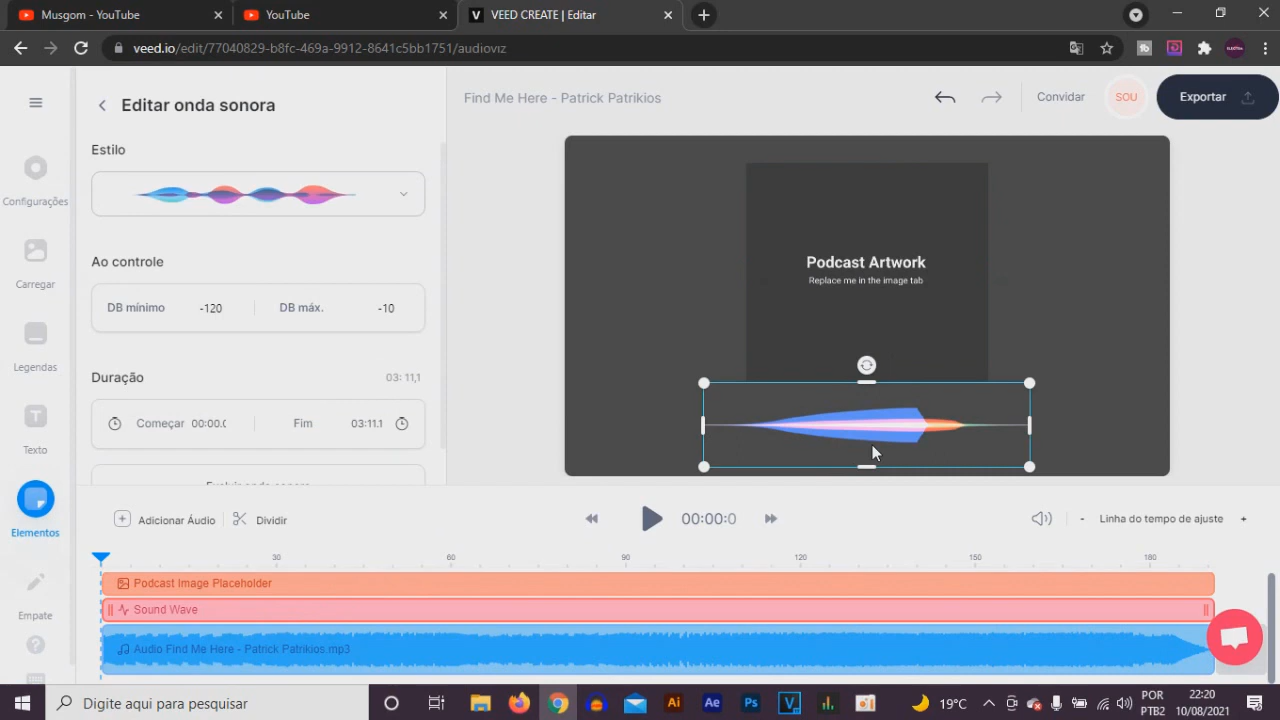 Musgom - YouTube
YouTube
VEED CREATE | Editar
veed.io/edit/77040829-b8fc-469a-9912-8641c5bb1751/audioviz
Editar onda sonora
Find Me Here - Patrick Patrikios
Convidar
SOU
Exportar
Estilo
Configurações
Ao controle
Carregar
DB mínimo
-120
DB máx.
-10
Podcast Artwork
Replace me in the image tab
Legendas
Duração
03: 11,1
Começar
00:00.0
Fim
03:11.1
Texto
Elementos
Adicionar Áudio
Dividir
00:00:0
- Linha do tempo de ajuste +
30
60
90
120
150
180
Podcast Image Placeholder
Sound Wave
Empate
Audio Find Me Here - Patrick Patrikios.mp3
Digite aqui para pesquisar
Ai
Ae
Ps
V
19°C
POR
PTB2
22:20
10/08/2021